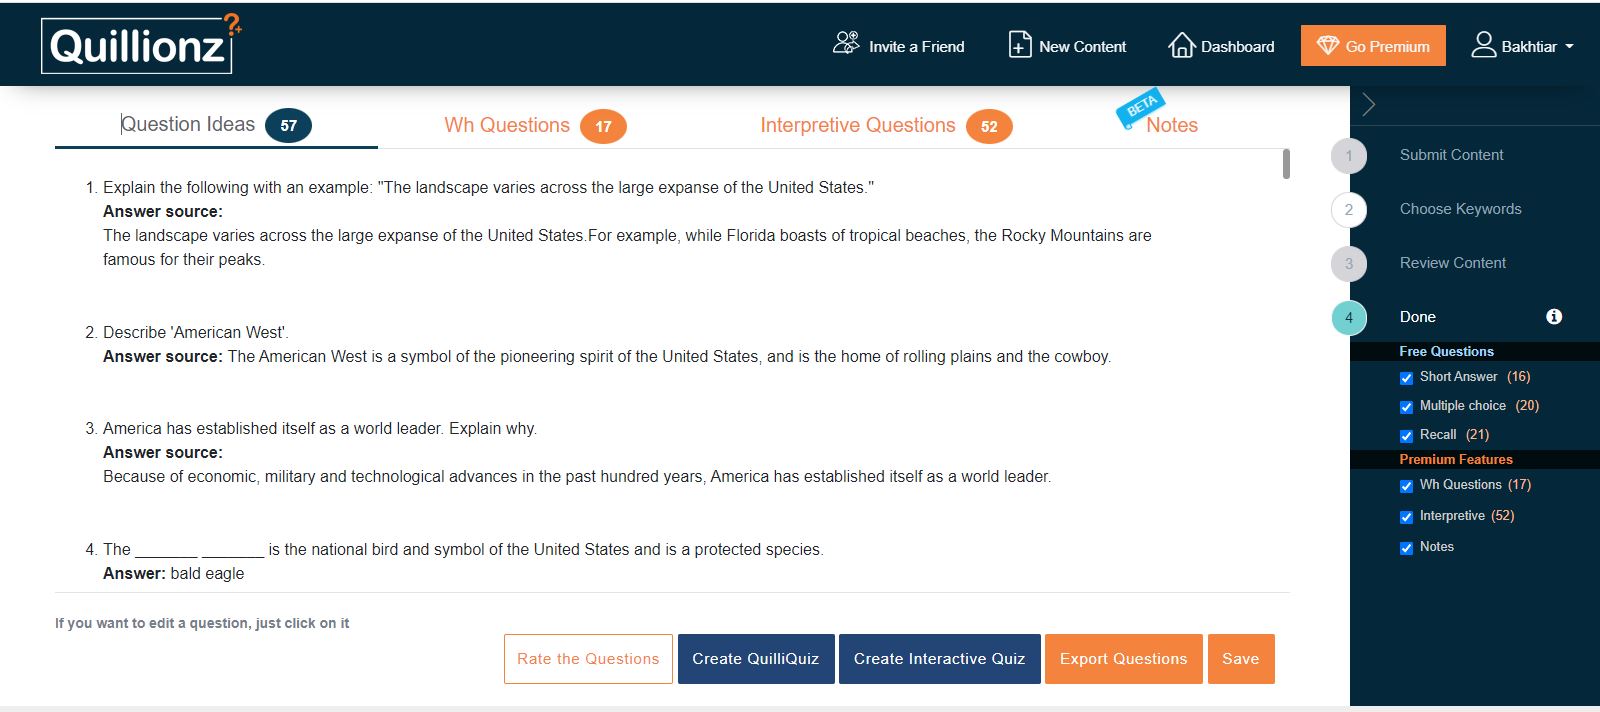 Quillionz?+
Invite a Friend
New Content
Dashboard
Go Premium
Bakhtiar
Question Ideas 57
Wh Questions 17
Interpretive Questions 52
BETA
Notes
1. Explain the following with an example: "The landscape varies across the large expanse of the United States."
Answer source:
The landscape varies across the large expanse of the United States.For example, while Florida boasts of tropical beaches, the Rocky Mountains are
famous for their peaks.
2. Describe 'American West'.
Answer source: The American West is a symbol of the pioneering spirit of the United States, and is the home of rolling plains and the cowboy.
3. America has established itself as a world leader. Explain why.
Answer source:
Because of economic, military and technological advances in the past hundred years, America has established itself as a world leader.
4. The _______ _______ is the national bird and symbol of the United States and is a protected species.
Answer: bald eagle
If you want to edit a question, just click on it
Rate the Questions
Create QuilliQuiz
Create Interactive Quiz
Export Questions
Save
1 Submit Content
2 Choose Keywords
3 Review Content
4 Done
Free Questions
Short Answer (16)
Multiple choice (20)
Recall (21)
Premium Features
Wh Questions (17)
Interpretive (52)
Notes